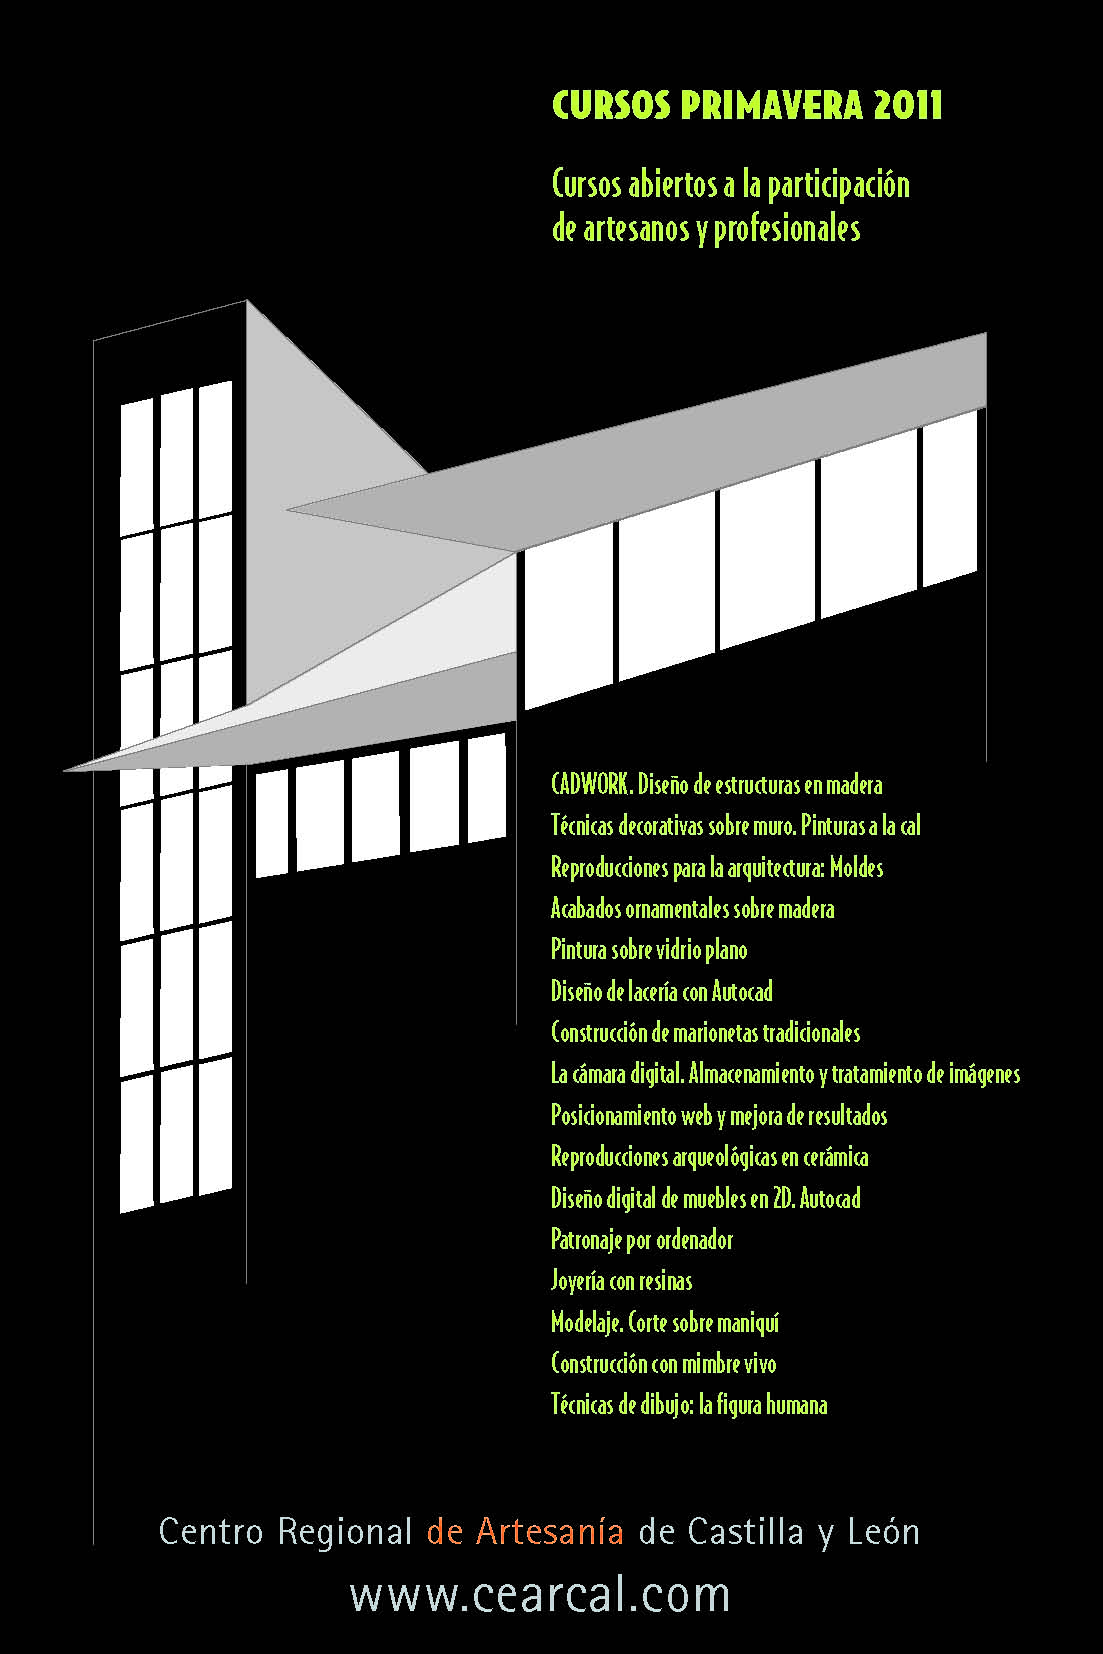 CURSOS PRIMAVERA 2011
Cursos abiertos a la participación
de artesanos y profesionales
CADWORK. Diseño de estructuras en madera
Técnicas decorativas sobre muro. Pinturas a la cal
Reproducciones para la arquitectura: Moldes
Acabados ornamentales sobre madera
Pintura sobre vidrio plano
Diseño de lacería con Autocad
Construcción de marionetas tradicionales
La cámara digital. Almacenamiento y tratamiento de imágenes
Posicionamiento web y mejora de resultados
Reproducciones arqueológicas en cerámica
Diseño digital de muebles en 2D. Autocad
Patronaje por ordenador
Joyería con resinas
Modelaje. Corte sobre maniquí
Construcción con mimbre vivo
Técnicas de dibujo: la figura humana
Centro Regional de Artesanía de Castilla y León
www.cearcal.com